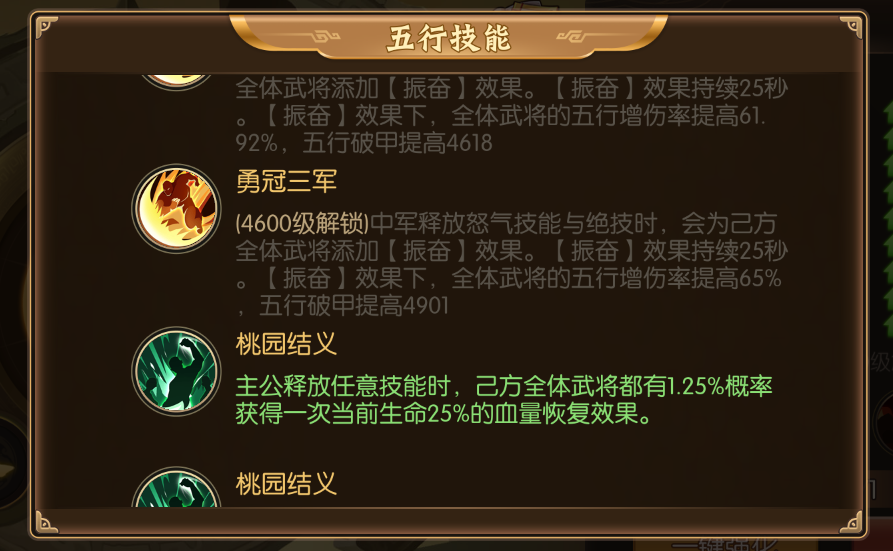 五行技能
全体武将添加【振奋】效果。【振奋】效果持续25秒
。【振奋】效果下，全体武将的五行增伤率提高61.
92%，五行破甲提高4618
勇冠三军
(4600级解锁)中军释放怒气技能与绝技时，会为己方
全体武将添加【振奋】效果。【振奋】效果持续25秒
。【振奋】效果下，全体武将的五行增伤率提高65%
，五行破甲提高4901
桃园结义
主公释放任意技能时，己方全体武将都有1.25%概率
获得一次当前生命25%的血量恢复效果。
桃园结义
级
一键强化